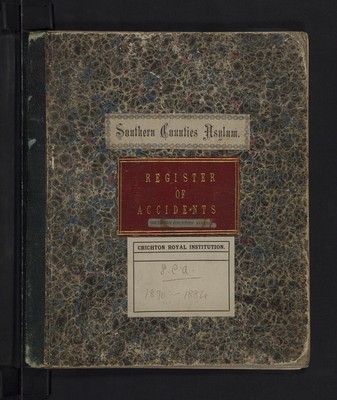 Southern Counties Asylum.
REGISTER
OF
ACCIDENTS
CRICHTON ROYAL INSTITUTION.
S.C.A.